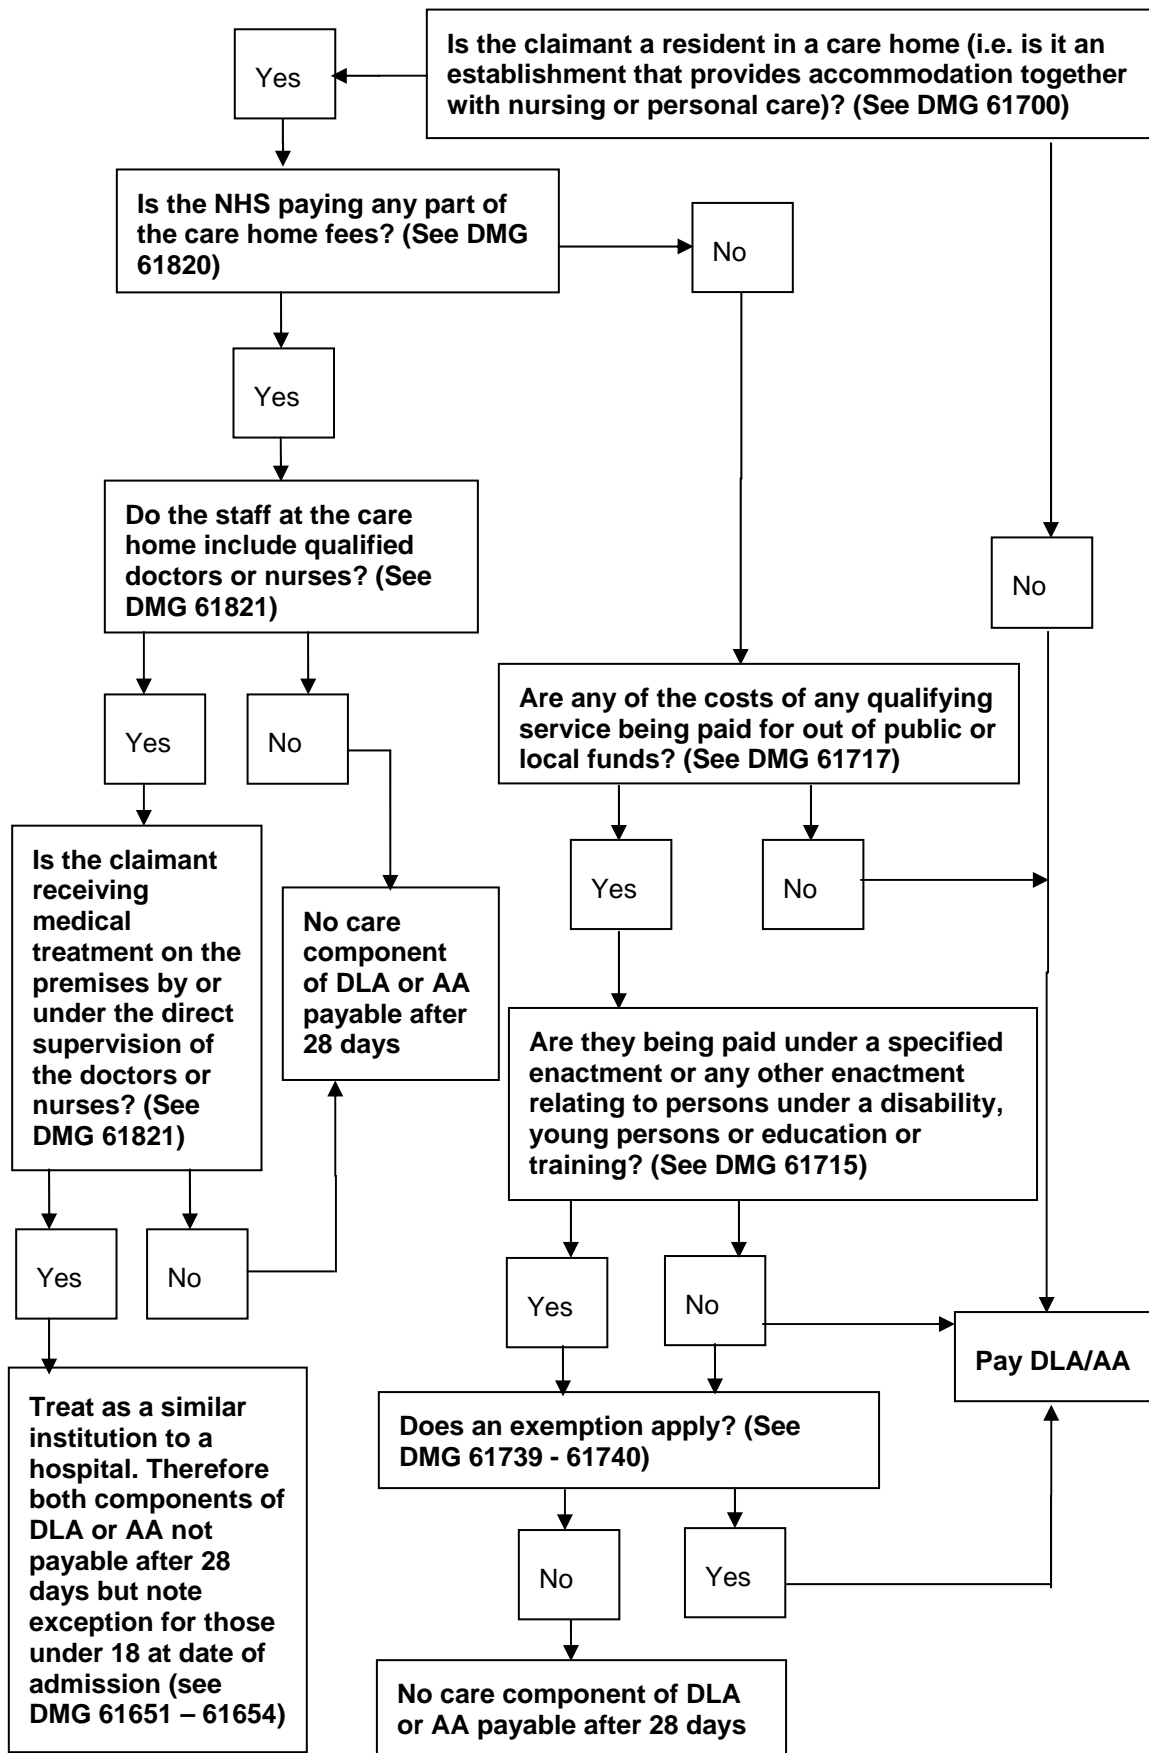 Is the claimant a resident in a care home (i.e. is it an
establishment that provides accommodation together
with nursing or personal care)? (See DMG 61700)
Yes
Is the NHS paying any part of
the care home fees? (See DMG
61820)
No
Yes
Do the staff at the care
home include qualified
doctors or nurses? (See
DMG 61821)
No
Yes
No
Are any of the costs of any qualifying
service being paid for out of public or
local funds? (See DMG 61717)
Is the claimant
receiving
medical
treatment on the
premises by or
under the direct
supervision of
the doctors or
nurses? (See
DMG 61821)
No care
component
of DLA or AA
payable after
28 days
Yes
No
Are they being paid under a specified
enactment or any other enactment
relating to persons under a disability,
young persons or education or
training? (See DMG 61715)
Yes
No
Yes
No
Pay DLA/AA
Treat as a similar
institution to a
hospital. Therefore
both components of
DLA or AA not
payable after 28
days but note
exception for those
under 18 at date of
admission (see
DMG 61651 – 61654)
Does an exemption apply? (See
DMG 61739 - 61740)
No
Yes
No care component of DLA
or AA payable after 28 days